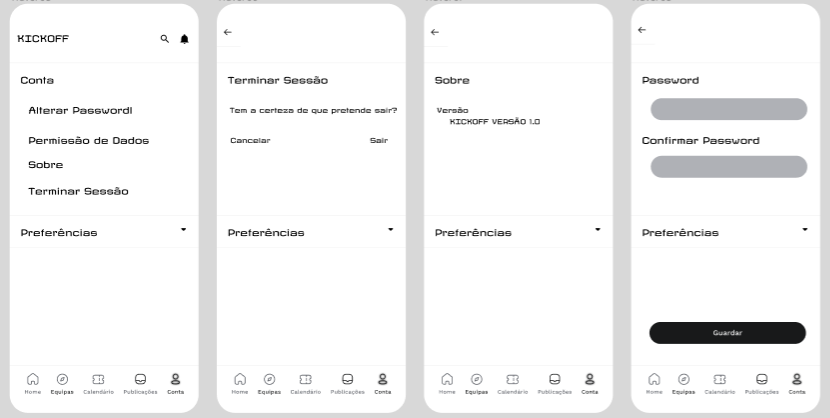 KICKOFF
Conta
Alterar Passwordl
Permissão de Dados
Sobre
Terminar Sessão
Preferências
Home Equipas Calendário Publicações Conta
Terminar Sessão
Tem a certeza de que pretende sair?
Cancelar Sair
Preferências
Home Equipas Calendário Publicações Conta
Sobre
Versão
KICKOFF VERSÃO 1.0
Preferências
Home Equipas Calendário Publicações Conta
Password
Confirmar Password
Preferências
Guardar
Home Equipas Calendário Publicações Conta